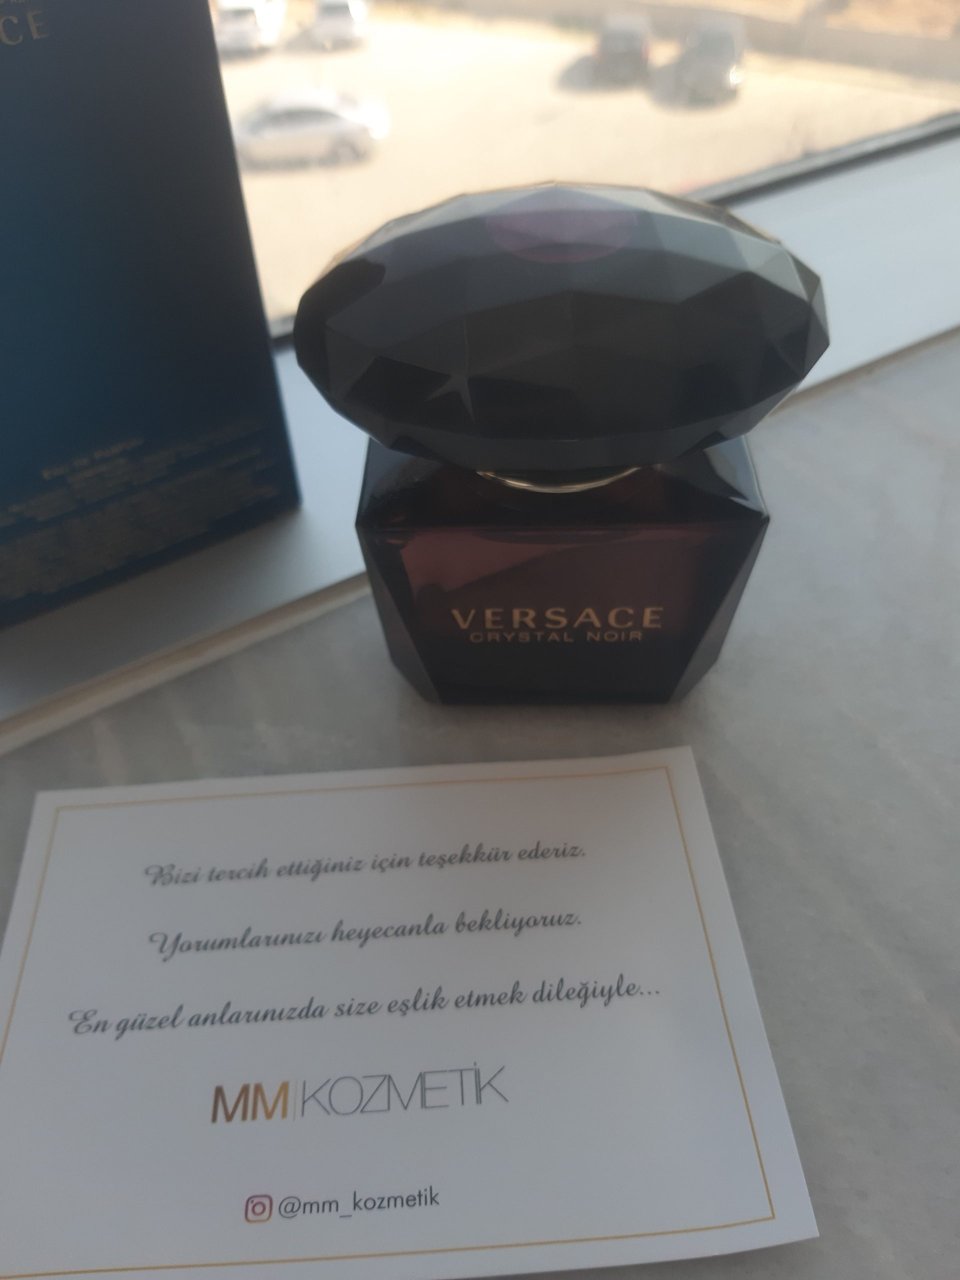 CE
VERSACE
CRYSTAL NOIR
Bizi tercih ettiğiniz için teşekkür ederiz.
Yorumlarınızı heyecanla bekliyoruz.
En güzel anlarınızda size eşlik etmek dileğiyle...
MM|KOZMETİK
@mm_kozmetik